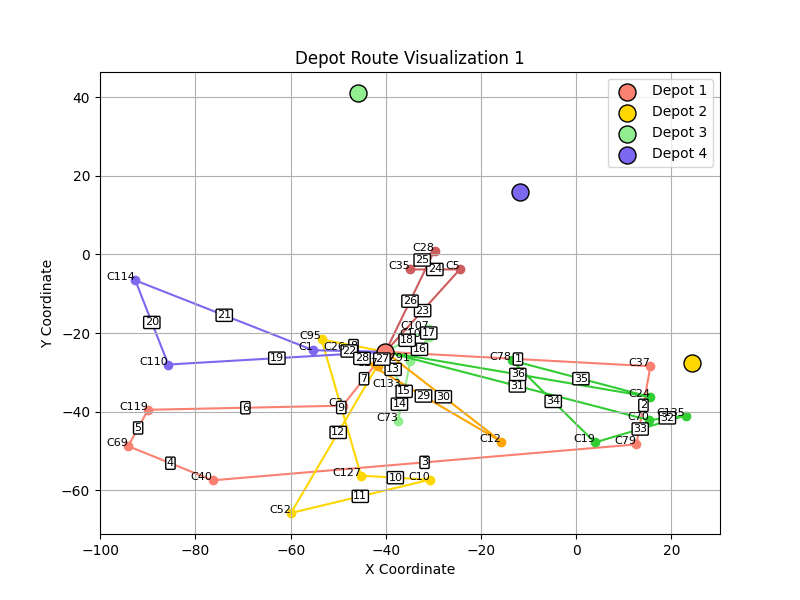 Depot Route Visualization 1
Depot 1
Depot 2
Depot 3
Depot 4
Y Coordinate
40
20
0
−20
−40
−60
−100
−80
−60
−40
−20
0
20
X Coordinate
C28
25
C35
24
C5
C114
26
23
21
20
C107
17
C95
18
C1
C26
22
16
19
28
27
C91
C78
1
C110
C37
13
36
35
7
C133
31
15
C24
29
30
34
C119
6
C3
9
14
2
C73
C70
C135
32
5
12
33
C69
C12
C19
C79
4
3
C40
C127
10
C10
11
C52